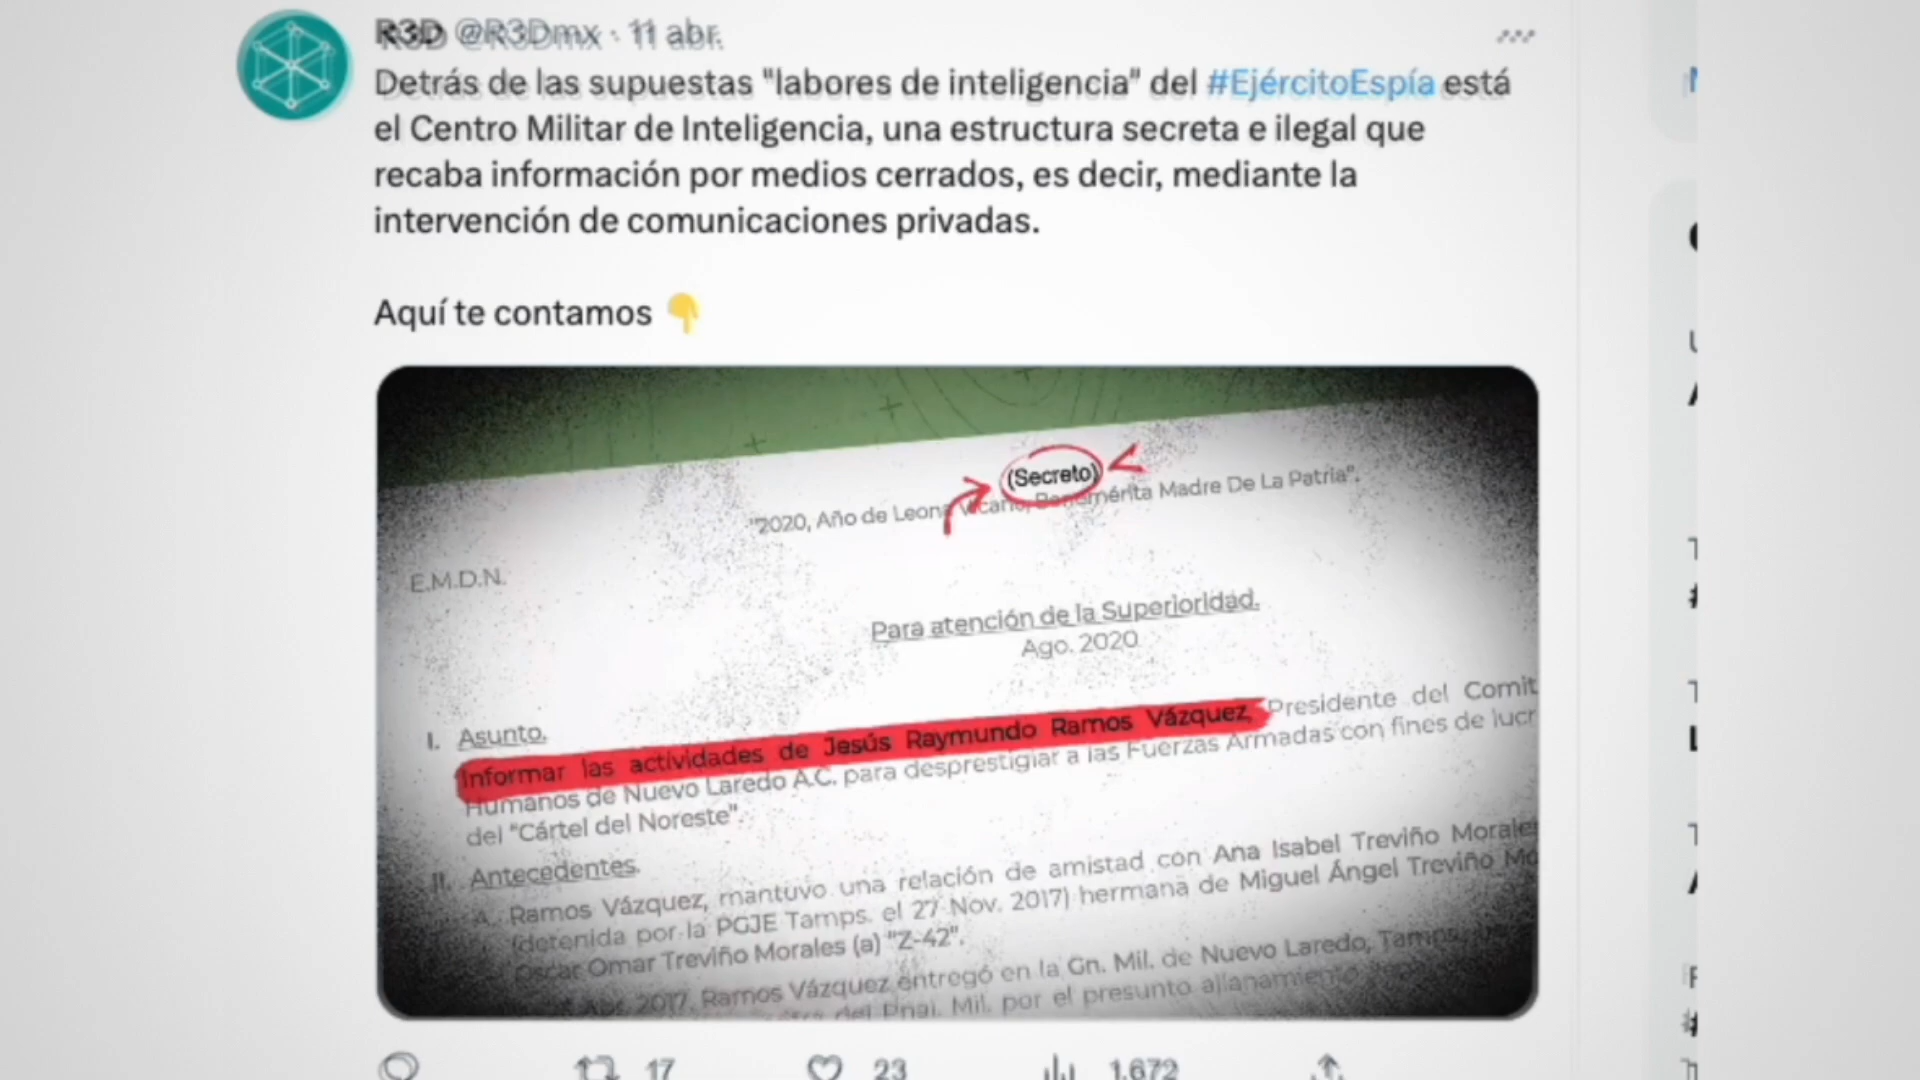 R3D @R3Dmx · 11 abr.
Detrás de las supuestas "labores de inteligencia" del #EjércitoEspía está
el Centro Militar de Inteligencia, una estructura secreta e ilegal que
recaba información por medios cerrados, es decir, mediante la
intervención de comunicaciones privadas.
Aquí te contamos 👇
(Secreto)
"2020, Año de Leona Vicario, Benemérita Madre De La Patria".
E.M.D.N.
Para atención de la Superioridad.
Ago. 2020
I. Asunto.
Informar las actividades de Jesús Raymundo Ramos Vázquez, Presidente del Comit
Humanos de Nuevo Laredo A.C. para desprestigiar a las Fuerzas Armadas con fines de lucr
del "Cártel del Noreste".
II. Antecedentes.
A. Ramos Vázquez, mantuvo una relación de amistad con Ana Isabel Treviño Morales
(detenida por la PGJE Tamps. el 27 Nov. 2017) hermana de Miguel Ángel Treviño Mo
Oscar Omar Treviño Morales (a) "Z-42".
Abr. 2017, Ramos Vázquez entregó en la Gn. Mil. de Nuevo Laredo, Tamps.
del Pnal. Mil. por el presunto allanamiento
17 23 1,672